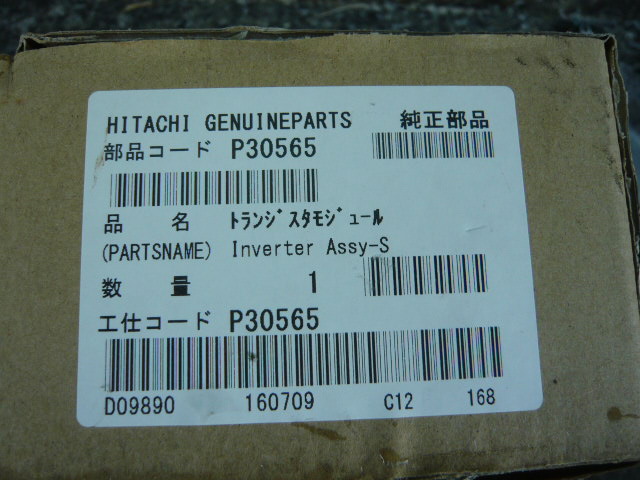 HITACHI GENUINEPARTS 純正部品
部品コード P30565
品 名 ﾄﾗﾝｼﾞｽﾀﾓｼﾞｭｰﾙ
(PARTSNAME) Inverter Assy-S
数 量 1
工仕コード P30565
D09890 160709 C12 168